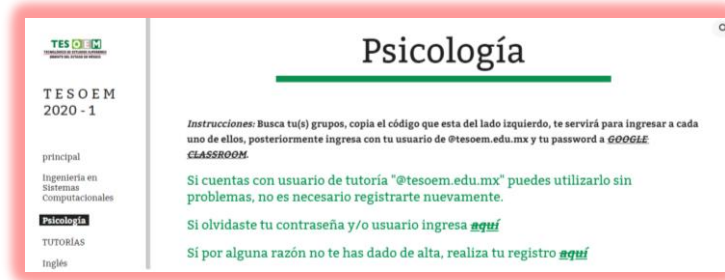 TESOEM
TECNOLÓGICO DE ESTUDIOS SUPERIORES
ORIENTE DEL ESTADO DE MÉXICO
TESOEM
2020 - 1
principal
Ingeniería en
Sistemas
Computacionales
Psicología
TUTORÍAS
Inglés
Psicología
Instrucciones: Busca tu(s) grupos, copia el código que esta del lado izquierdo, te servirá para ingresar a cada
uno de ellos, posteriormente ingresa con tu usuario de @tesoem.edu.mx y tu password a GOOGLE
CLASSROOM.
Si cuentas con usuario de tutoría "@tesoem.edu.mx" puedes utilizarlo sin
problemas, no es necesario registrarte nuevamente.
Si olvidaste tu contraseña y/o usuario ingresa aquí
Sí por alguna razón no te has dado de alta, realiza tu registro aquí